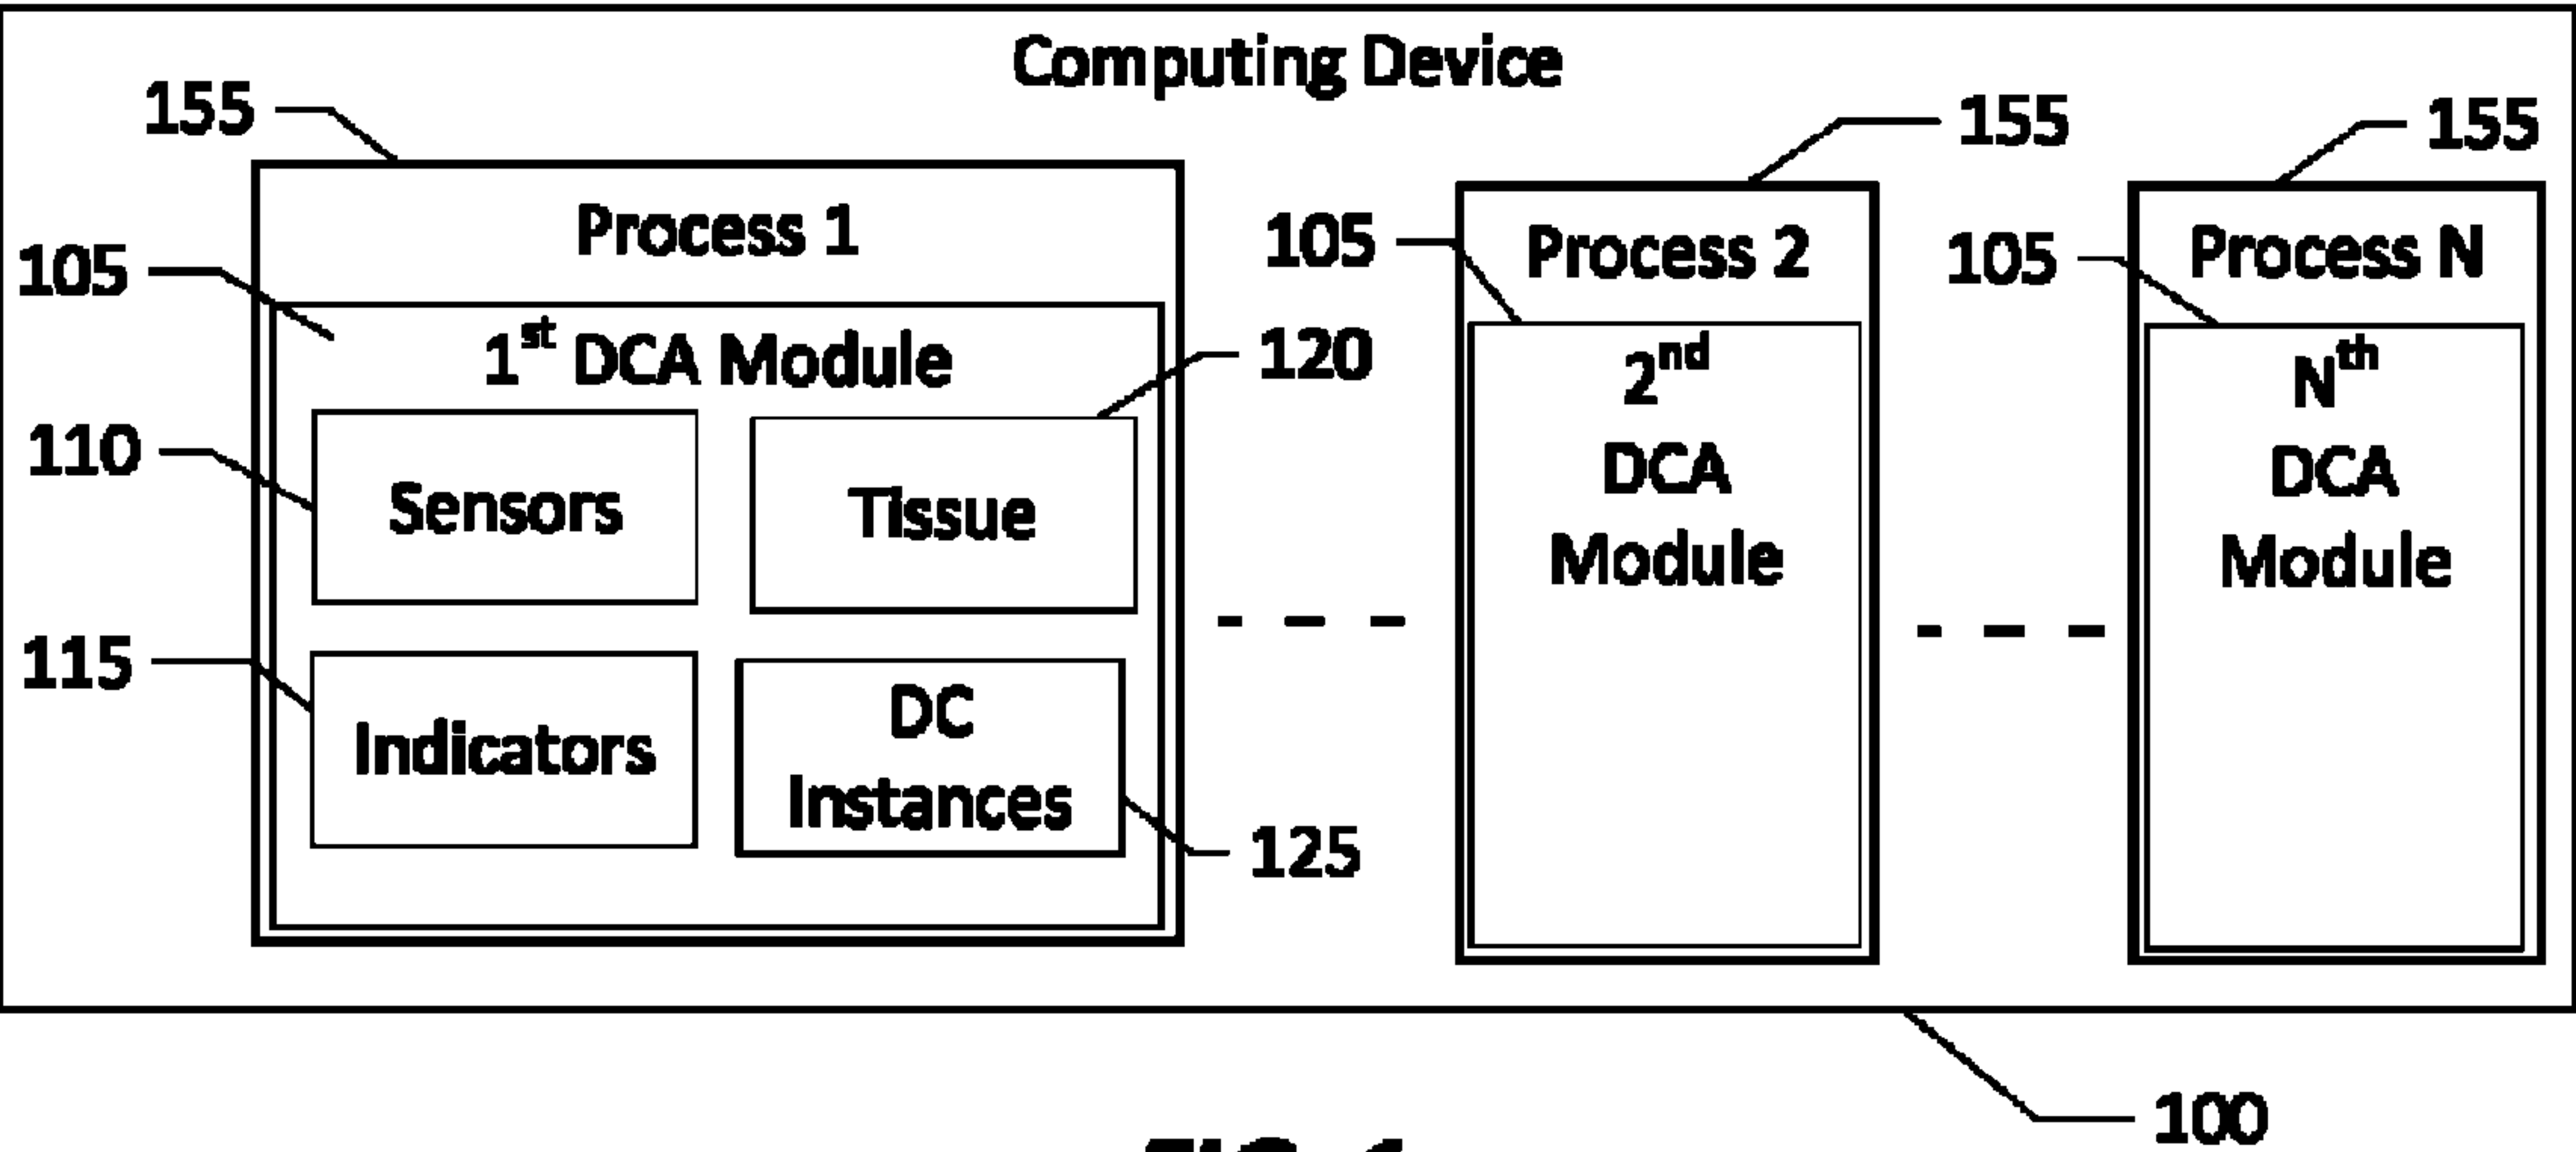 Computing Device
155
155
155
Process 1
Process 2
Process N
105
105
105
1st DCA Module
120
2nd
DCA
Module
Nth
DCA
Module
110
Sensors
Tissue
115
Indicators
DC
Instances
125
100